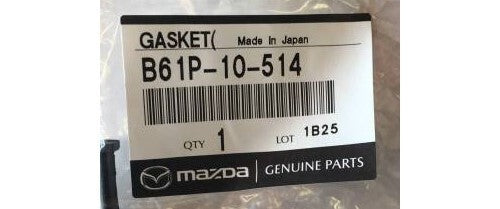 GASKET( Made In Japan
B61P-10-514
QTY 1 LOT 1B25
mazda GENUINE PARTS